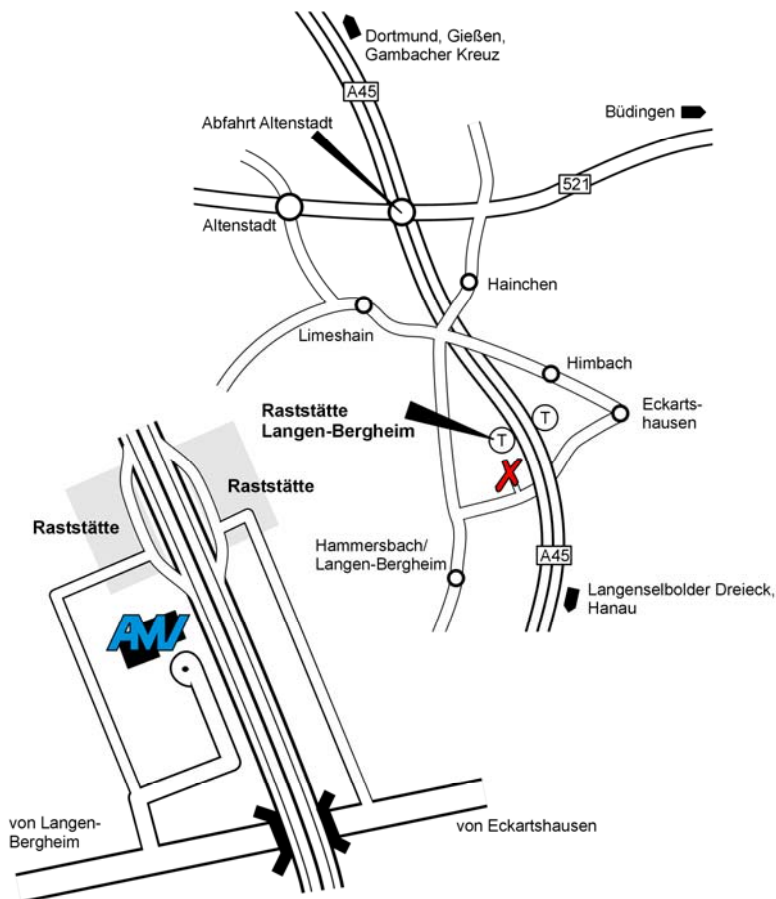 Dortmund, Gießen,
Gambacher Kreuz
A45
Büdingen
Abfahrt Altenstadt
521
Altenstadt
Hainchen
Limeshain
Himbach
Eckarts-
hausen
Raststätte
Langen-Bergheim
T
T
X
Raststätte
Raststätte
Hammersbach/
Langen-Bergheim
A45
Langenselbolder Dreieck,
Hanau
AMV
von Langen-
Bergheim
von Eckartshausen